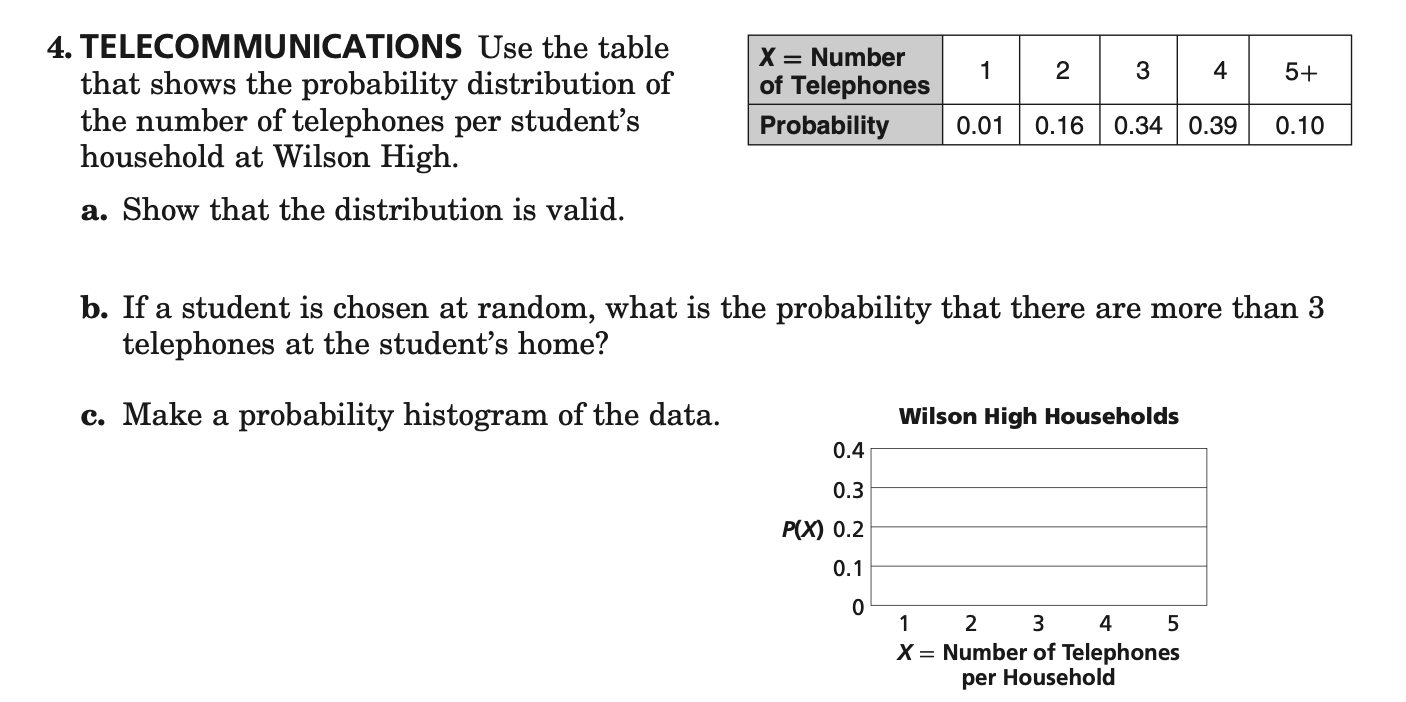 4. TELECOMMUNICATIONS Use the table
that shows the probability distribution of
the number of telephones per student’s
household at Wilson High.
X = Number
of Telephones 1 2 3 4 5+
Probability 0.01 0.16 0.34 0.39 0.10
a. Show that the distribution is valid.
b. If a student is chosen at random, what is the probability that there are more than 3
telephones at the student’s home?
c. Make a probability histogram of the data.
Wilson High Households
0.4
0.3
P(X) 0.2
0.1
0
1 2 3 4 5
X = Number of Telephones
per Household